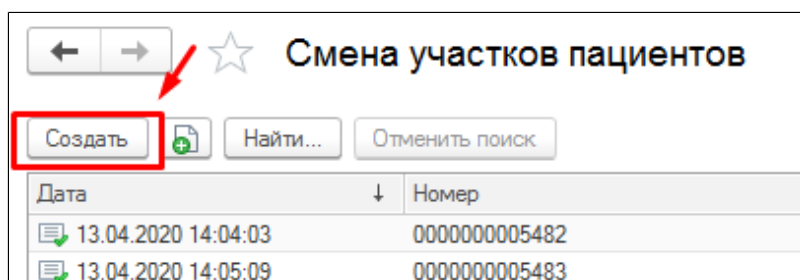 Смена участков пациентов
Создать Найти... Отменить поиск
Дата ↓ Номер
13.04.2020 14:04:03 0000000005482
13.04.2020 14:05:09 0000000005483